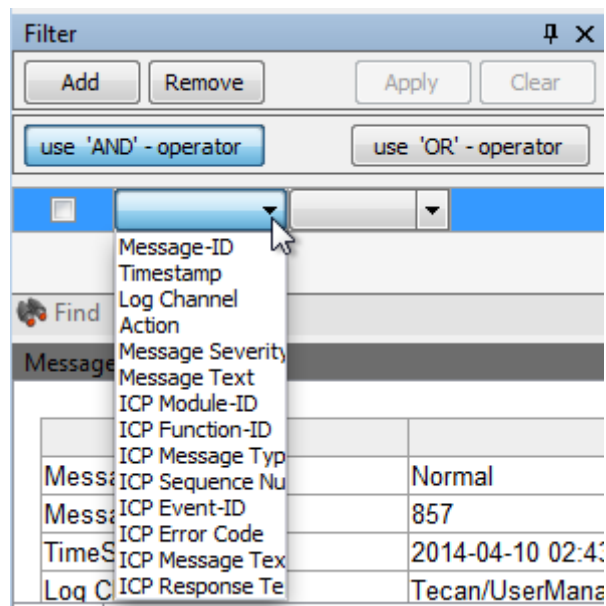 Filter
Add Remove Apply Clear
use 'AND' - operator use 'OR' - operator
Message-ID
Timestamp
Log Channel
Find
Action
Message Severity
Message
Message Text
ICP Module-ID
ICP Function-ID
ICP Message Typ
Messa ICP Sequence Nu Normal
Messa ICP Event-ID 857
ICP Error Code
TimeS ICP Message Tex 2014-04-10 02:43
Log C ICP Response Te Tecan/UserMana